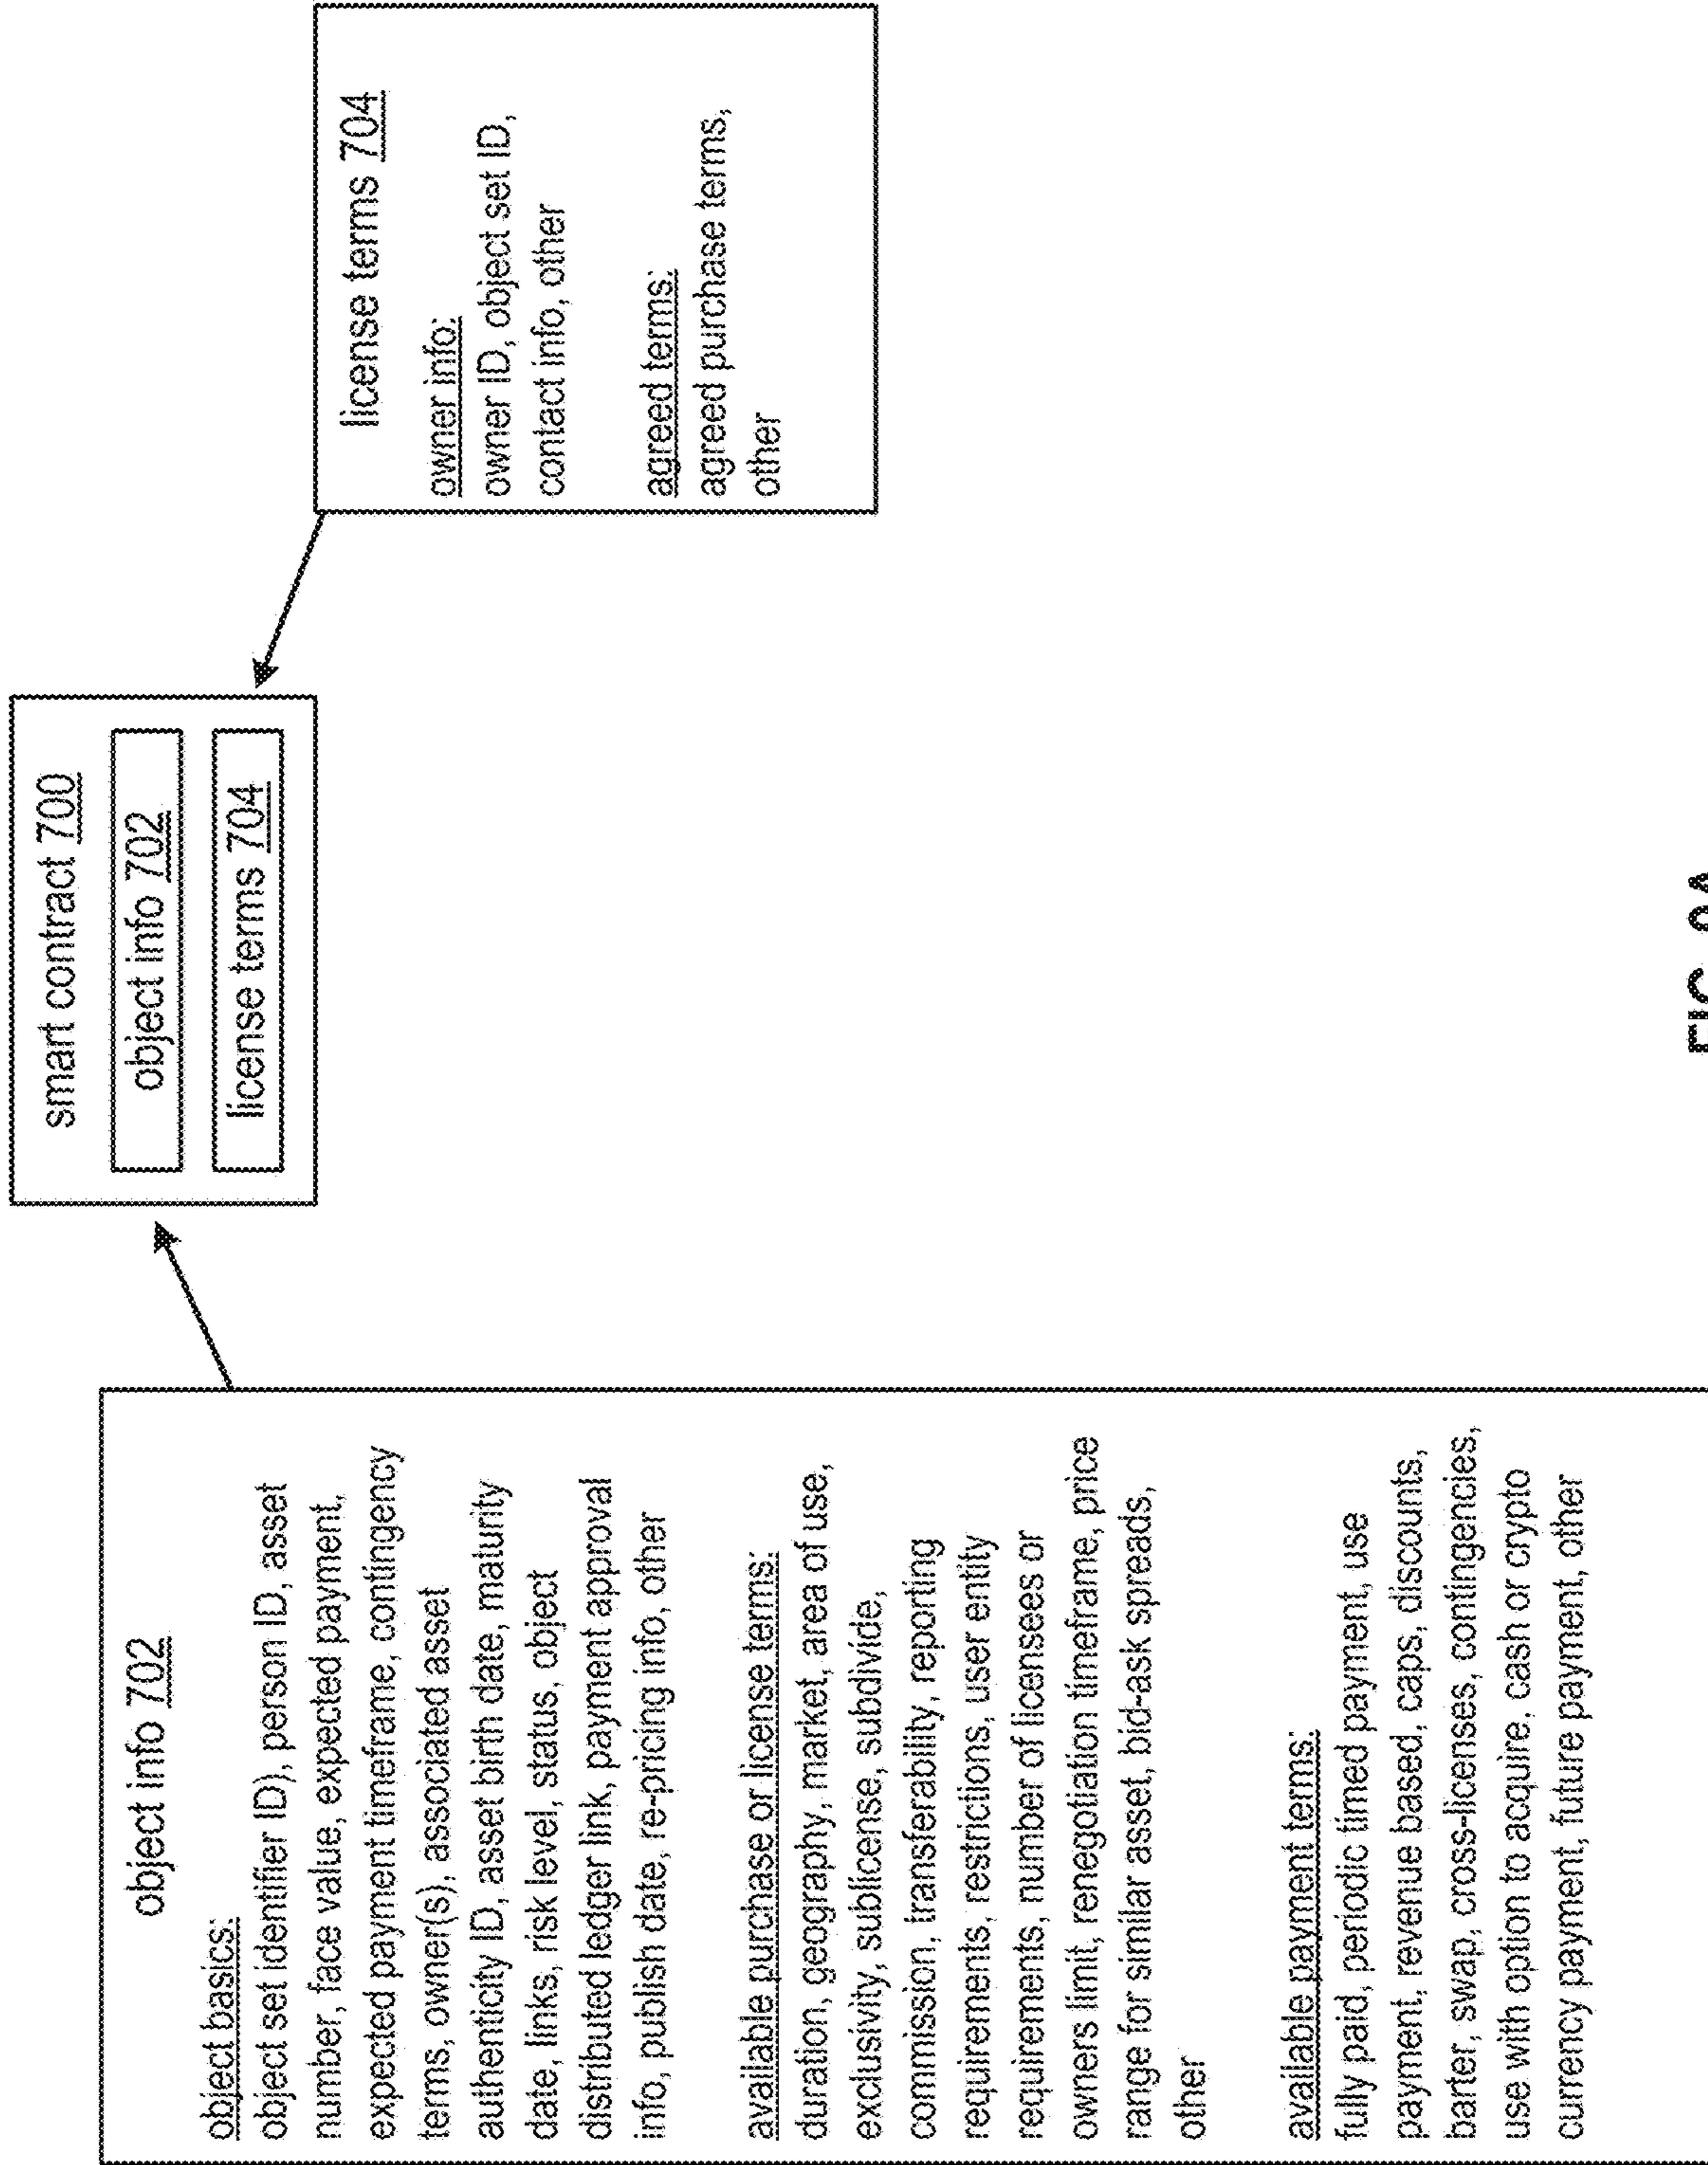 smart contract 700
object info 702
license terms 704
object info 702
object basics:
object set identifier ID), person ID, asset
number, face value, expected payment,
expected payment timeframe, contingency
terms, owner(s), associated asset
authenticity ID, asset birth date, maturity
date, links, risk level, status, object
distributed ledger link, payment approval
info, publish date, re-pricing info, other
available purchase or license terms:
duration, geography, market, area of use,
exclusivity, sublicense, subdivide,
commission, transferability, reporting
requirements, restrictions, user entity
requirements, number of licensees or
owners limit, renegotiation timeframe, price
range for similar asset, bid-ask spreads,
other
available payment terms:
fully paid, periodic timed payment, use
payment, revenue based, caps, discounts,
barter, swap, cross-licenses, contingencies,
use with option to acquire, cash or crypto
currency payment, future payment, other
license terms 704
owner info:
owner ID, object set ID,
contact info, other
agreed terms:
agreed purchase terms,
other